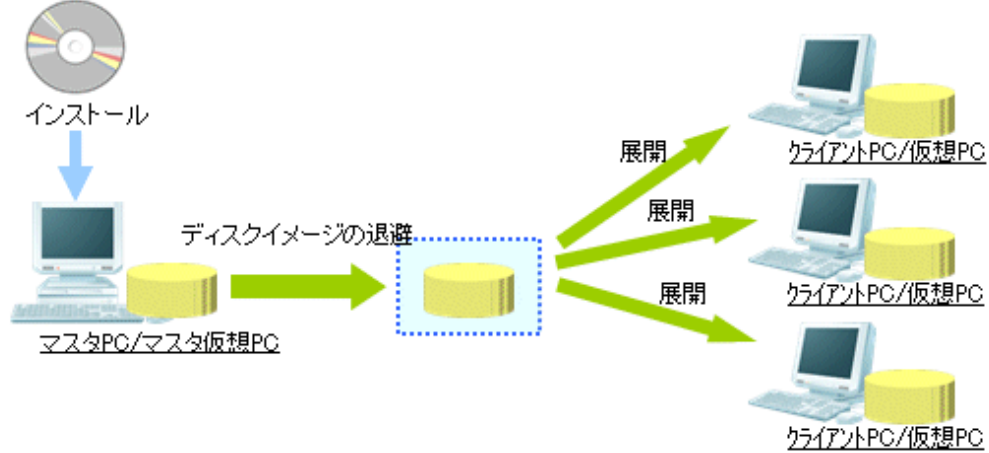 インストール
ディスクイメージの退避
マスタPC/マスタ仮想PC
展開
展開
展開
クライアントPC/仮想PC
クライアントPC/仮想PC
クライアントPC/仮想PC